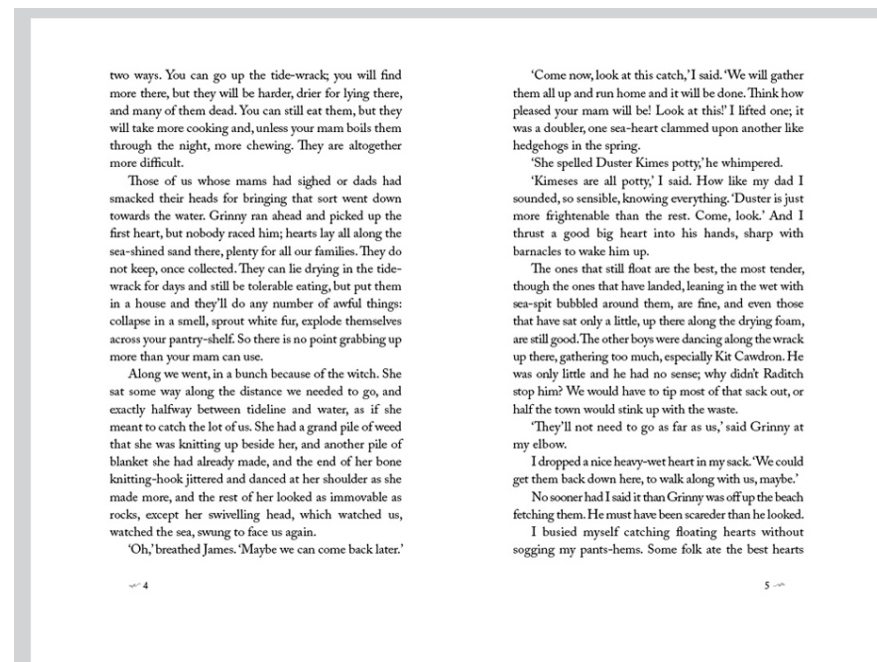 two ways. You can go up the tide-wrack; you will find
more there, but they will be harder, drier for lying there,
and many of them dead. You can still eat them, but they
will take more cooking and, unless your mam boils them
through the night, more chewing. They are altogether
more difficult.
Those of us whose mams had sighed or dads had
smacked their heads for bringing that sort went down
towards the water. Grinny ran ahead and picked up the
first heart, but nobody raced him; hearts lay all along the
sea-shined sand there, plenty for all our families. They do
not keep, once collected. They can lie drying in the tide-
wrack for days and still be tolerable eating, but put them
in a house and they’ll do any number of awful things:
collapse in a smell, sprout white fur, explode themselves
across your pantry-shelf. So there is no point grabbing up
more than your mam can use.
Along we went, in a bunch because of the witch. She
sat some way along the distance we needed to go, and
exactly halfway between tideline and water, as if she
meant to catch the lot of us. She had a grand pile of weed
that she was knitting up beside her, and another pile of
blanket she had already made, and the end of her bone
knitting-hook jittered and danced at her shoulder as she
made more, and the rest of her looked as immovable as
rocks, except her swivelling head, which watched us,
watched the sea, swung to face us again.
‘Oh,’ breathed James. ‘Maybe we can come back later.’
4
‘Come now, look at this catch,’ I said. ‘We will gather
them all up and run home and it will be done. Think how
pleased your mam will be! Look at this!’ I lifted one; it
was a doubler, one sea-heart clammed upon another like
hedgehogs in the spring.
‘She spelled Duster Kimes potty,’ he whimpered.
‘Kimeses are all potty,’ I said. How like my dad I
sounded, so sensible, knowing everything. ‘Duster is just
more frightenable than the rest. Come, look.’ And I
thrust a good big heart into his hands, sharp with
barnacles to wake him up.
The ones that still float are the best, the most tender,
though the ones that have landed, leaning in the wet with
sea-spit bubbled around them, are fine, and even those
that have sat only a little, up there along the drying foam,
are still good. The other boys were dancing along the wrack
up there, gathering too much, especially Kit Cawdron. He
was only little and he had no sense; why didn’t Raditch
stop him? We would have to tip most of that sack out, or
half the town would stink up with the waste.
‘They’ll not need to go as far as us,’ said Grinny at
my elbow.
I dropped a nice heavy-wet heart in my sack. ‘We could
get them back down here, to walk along with us, maybe.’
No sooner had I said it than Grinny was off up the beach
fetching them. He must have been scareder than he looked.
I busied myself catching floating hearts without
sogging my pants-hems. Some folk ate the best hearts
5